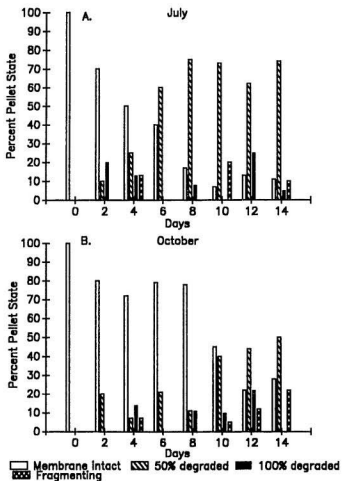 A. July
Percent Pellet State
100
90
80
70
60
50
40
30
20
10
0
0 2 4 6 8 10 12 14
Days
B. October
Percent Pellet State
100
90
80
70
60
50
40
30
20
10
0
0 2 4 6 8 10 12 14
Days
Membrane Intact 50% degraded 100% degraded
Fragmenting